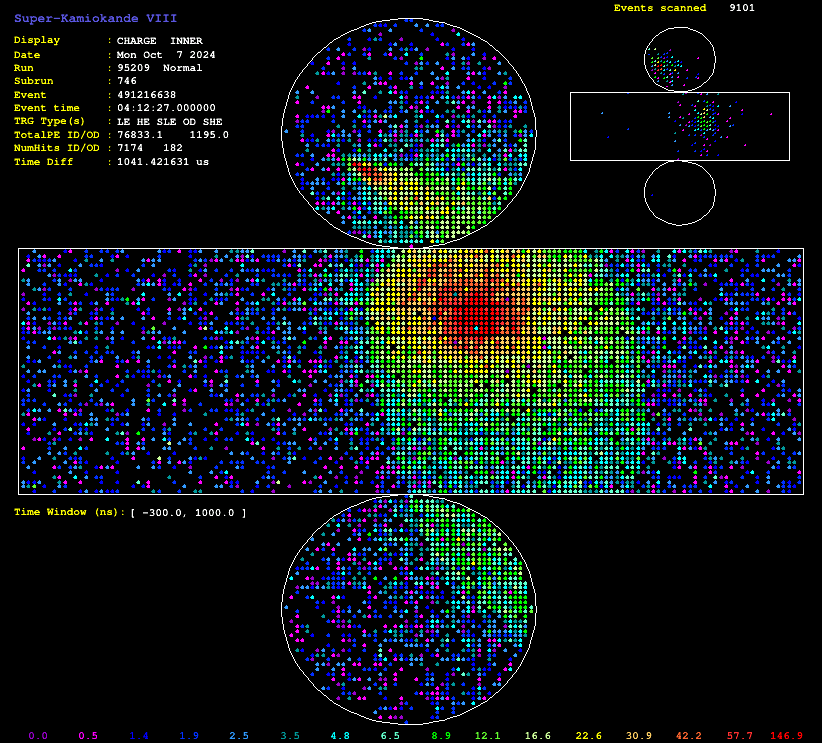 Super-Kamiokande VIII
Events scanned 9101
Display : CHARGE INNER
Date : Mon Oct 7 2024
Run : 95209 Normal
Subrun : 746
Event : 491216638
Event time : 04:12:27.000000
TRG Type(s) : LE HE SLE OD SHE
TotalPE ID/OD : 76833.1 1195.0
NumHits ID/OD : 7174 182
Time Diff : 1041.421631 us
Time Window (ns): [ -300.0, 1000.0 ]
0.0 0.5 1.4 1.9 2.5 3.5 4.8 6.5 8.9 12.1 16.6 22.6 30.9 42.2 57.7 146.9